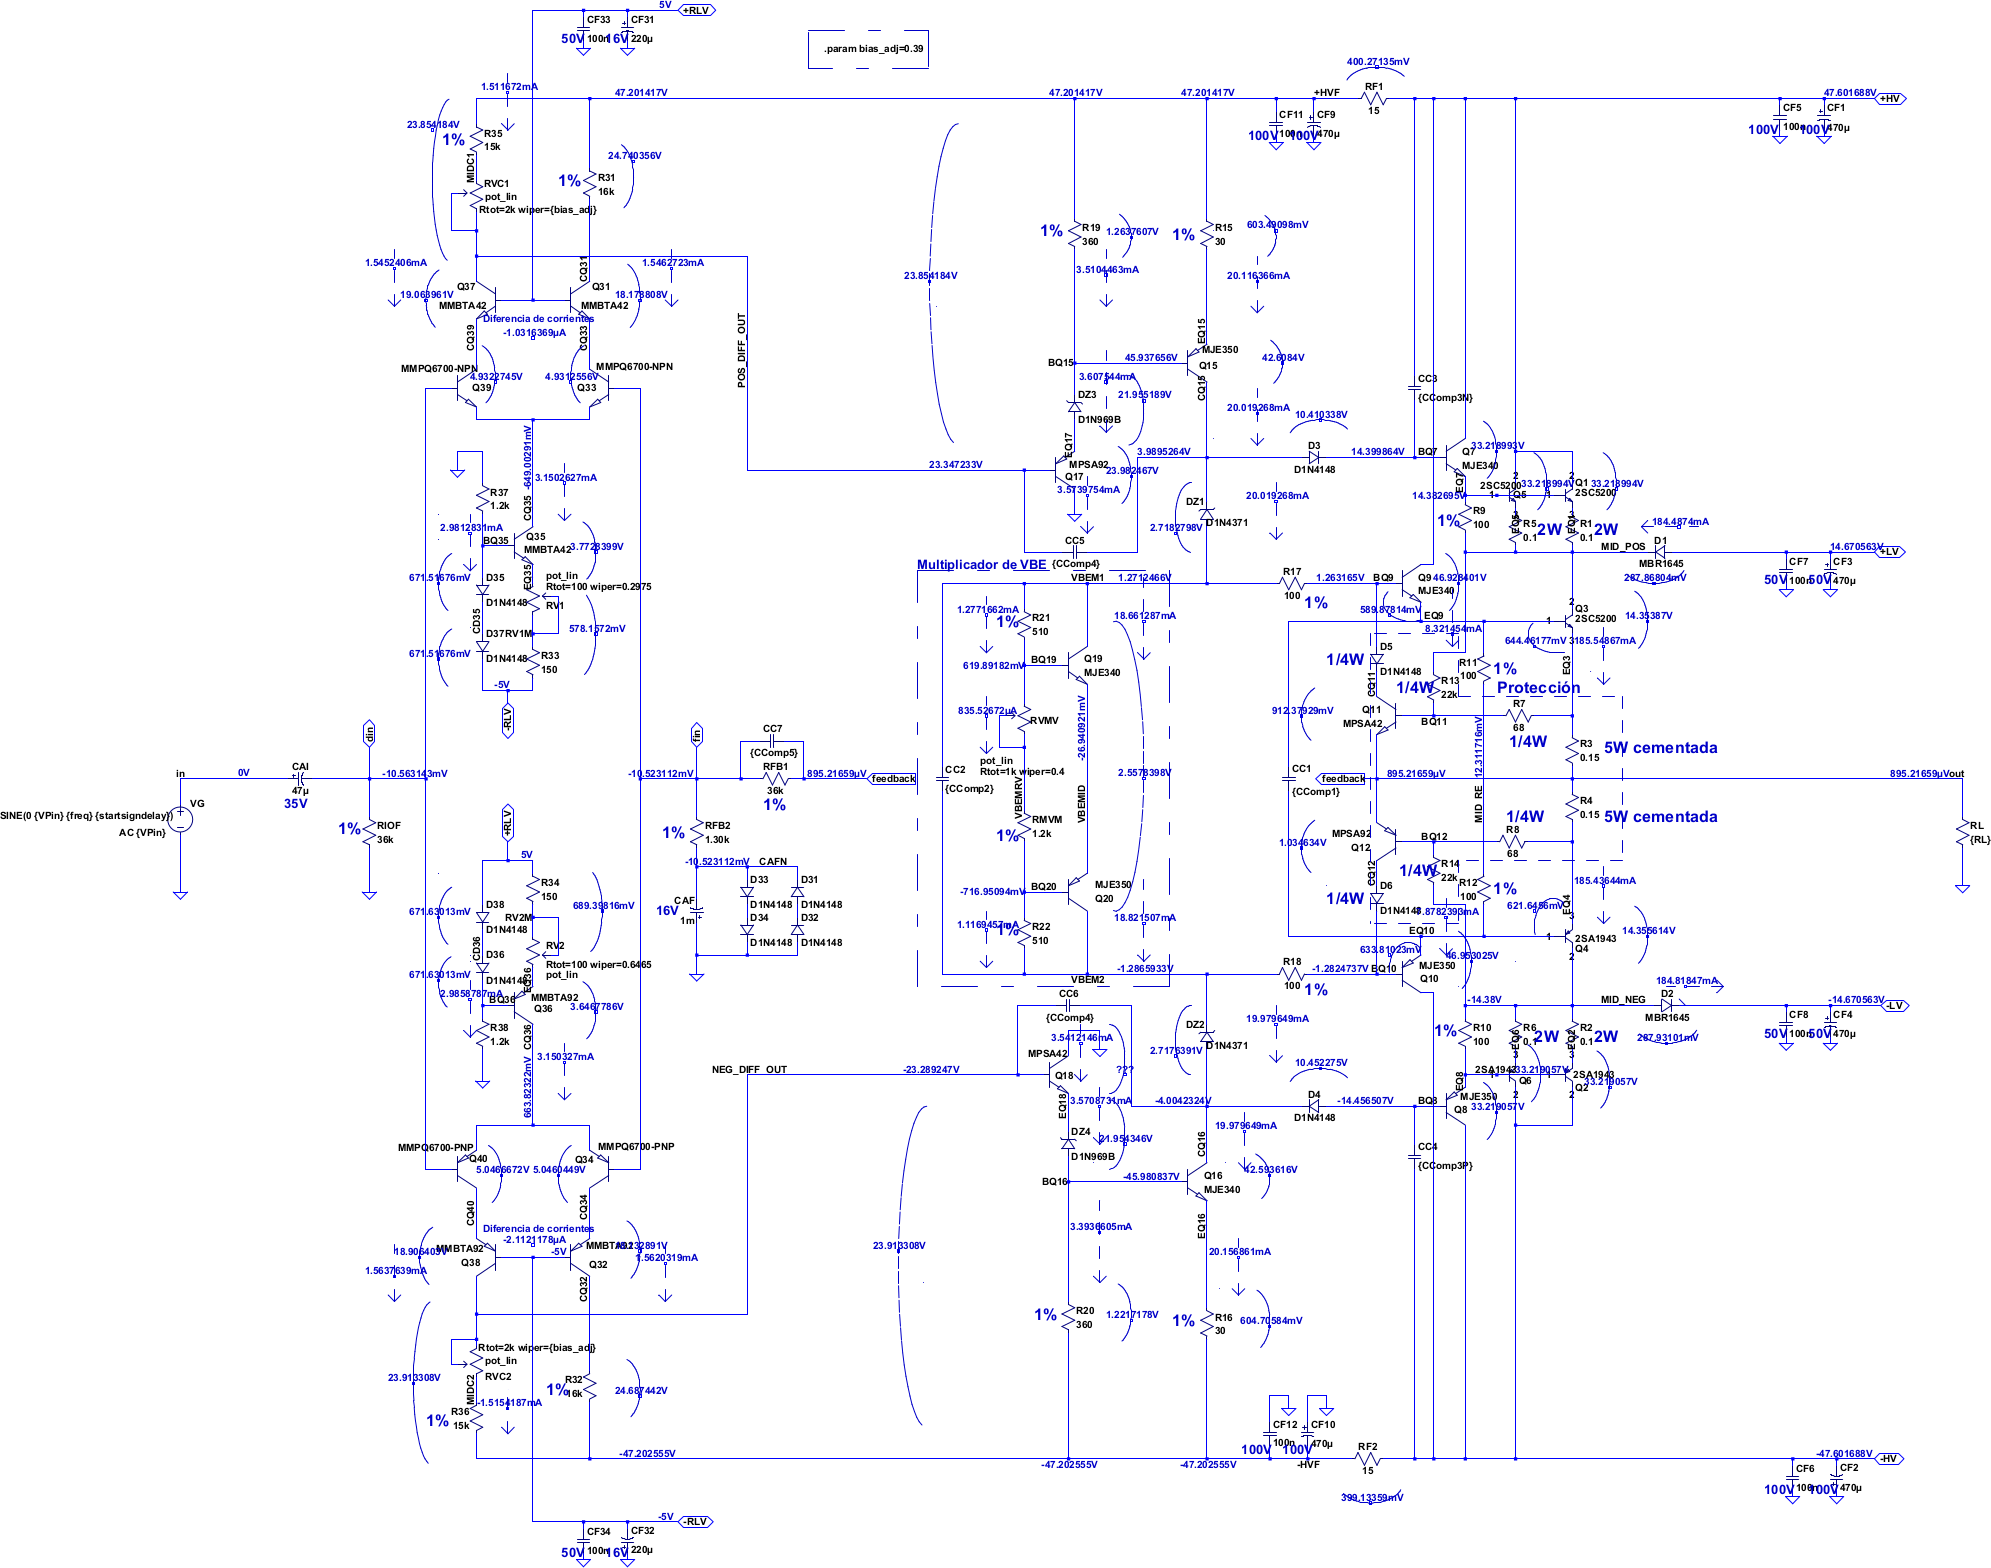 5V
+RLV
CF33
100n
50V
CF31
220µ
16V
.param bias_adj=0.39
1.511672mA
47.201417V
47.201417V
47.201417V
+HVF
400.27135mV
RF1
15
47.601688V
+HV
CF11
100n
100V
CF9
470µ
100V
CF5
100n
100V
CF1
470µ
100V
23.854184V
1%
R35
15k
MIDC1
RVC1
pot_lin
Rtot=2k wiper={bias_adj}
24.740356V
1%
R31
16k
1.5452406mA
1.5462723mA
CQ31
Q37
MMBTA42
19.063961V
Q31
MMBTA42
18.178808V
Diferencia de corrientes
-1.0316369µA
CQ39
CQ33
MMPQ6700-NPN
Q39
4.9322745V
4.9312556V
MMPQ6700-NPN
Q33
POS_DIFF_OUT
23.854184V
1%
R19
360
1.2637607V
3.5104463mA
1%
R15
30
603.49098mV
20.116366mA
EQ15
BQ15
45.937656V
MJE350
Q15
42.6084V
CQ15
3.607544mA
DZ3
D1N969B
21.955189V
20.019268mA
EQ17
23.347233V
MPSA92
Q17
23.982467V
3.5739754mA
3.9895264V
10.410338V
D3
D1N4148
14.399864V
BQ7
CC3
{CComp3N}
Q7
MJE340
33.218993V
EQ7
14.382695V
2SC5200
Q5
33.218994V
Q1
2SC5200
33.218994V
R9
100
1%
EQ5
R5
0.1
2W
EQ1
R1
0.1
2W
184.4874mA
MID_POS
D1
MBR1645
287.86804mV
14.670563V
+LV
CF7
100n
50V
CF3
470µ
50V
-649.00291mV
3.1502627mA
R37
1.2k
CQ35
2.9812831mA
BQ35
Q35
MMBTA42
3.7728399V
671.51676mV
D35
D1N4148
EQ35
pot_lin
Rtot=100 wiper=0.2975
RV1
CD35
D37
RV1M
671.51676mV
D1N4148
578.1572mV
R33
150
-5V
-RLV
DZ1
D1N4371
2.7182798V
20.019268mA
CC5
{CComp4}
Multiplicador de VBE
VBEM1
1.2712466V
R17
100
1%
1.263165V
BQ9
Q9
MJE340
46.928401V
589.87814mV
EQ9
8.321454mA
1.2771662mA
1%
R21
510
18.661287mA
619.89182mV
BQ19
Q19
MJE340
835.52672µA
RVMV
pot_lin
Rtot=1k wiper=0.4
-26.940921mV
2.5578398V
CC2
{CComp2}
VBEMRV
VBEMID
1%
RMVM
1.2k
-716.95094mV
BQ20
MJE350
Q20
1.1169457mA
1%
R22
510
18.821507mA
VBEM2
-1.2865933V
R18
100
1%
-1.2824737V
BQ10
EQ10
633.81023mV
MJE350
Q10
46.953025V
1/4W
D5
D1N4148
CQ11
1/4W
R13
22k
R11
100
1%
Protección
Q3
2SC5200
14.35387V
644.46177mV
185.54867mA
EQ3
912.37929mV
Q11
MPSA42
BQ11
R7
68
1/4W
R3
0.15
5W cementada
MID_RE
12.311716mV
CC1
{CComp1}
feedback
895.21659µV
895.21659µV
out
R4
0.15
5W cementada
1/4W
R8
68
MPSA92
Q12
BQ12
1.034634V
CQ12
R14
22k
1/4W
R12
100
1%
1/4W
D6
D1N4148
185.43644mA
621.6456mV
EQ4
2SA1943
Q4
14.355614V
RL
{RL}
din
in
0V
CAI
47µ
35V
-10.563143mV
VG
SINE(0 {VPin} {freq} {startsigndelay})
AC {VPin}
1%
RIOF
36k
fin
-10.523112mV
CC7
{CComp5}
RFB1
36k
1%
895.21659µV
feedback
1%
RFB2
1.30k
-10.523112mV
CAFN
CAF
1m
16V
D33
D1N4148
D34
D1N4148
D31
D1N4148
D32
D1N4148
+RLV
5V
R34
150
671.63013mV
D38
D1N4148
RV2M
689.39816mV
CD36
D36
D1N4148
RV2
Rtot=100 wiper=0.6465
pot_lin
671.63013mV
EQ36
2.9858787mA
BQ36
MMBTA92
Q36
3.6467786V
R38
1.2k
CQ36
3.150327mA
663.82322mV
NEG_DIFF_OUT
-23.289247V
CC6
{CComp4}
3.5412146mA
MPSA42
Q18
???
3.5708731mA
EQ18
DZ4
D1N969B
21.954346V
DZ2
D1N4371
2.7176391V
19.979649mA
-4.0042324V
10.452275V
D4
D1N4148
-14.456507V
BQ8
19.979649mA
CQ16
BQ16
-45.980837V
Q16
MJE340
42.593616V
3.3936605mA
EQ16
20.156861mA
23.913308V
1%
R20
360
1.2217178V
1%
R16
30
604.70584mV
-14.38V
MID_NEG
184.81847mA
D2
MBR1645
267.93101mV
-14.670563V
-LV
CF8
100n
50V
CF4
470µ
50V
1%
R10
100
EQ6
R6
0.1
2W
EQ2
R2
0.1
2W
EQ8
MJE350
Q8
33.219057V
2SA1943
Q6
33.219057V
2SA1943
Q2
33.219057V
CC4
{CComp3P}
MMPQ6700-PNP
Q40
5.0466672V
5.0460449V
MMPQ6700-PNP
Q34
CQ40
CQ34
Diferencia de corrientes
-2.1121178µA
-5V
18.906403V
MMBTA92
Q38
Q32
1.5637639mA
1.5620319mA
CQ32
23.913308V
Rtot=2k wiper={bias_adj}
pot_lin
RVC2
MIDC2
-1.5154187mA
1%
R36
15k
1%
R32
16k
24.687442V
-47.202555V
-47.202555V
-47.202555V
CF12
100n
100V
CF10
470µ
100V
-HVF
RF2
15
399.13359mV
-47.601688V
-HV
CF6
100n
100V
CF2
470µ
100V
-5V
-RLV
CF34
100n
50V
CF32
220µ
16V